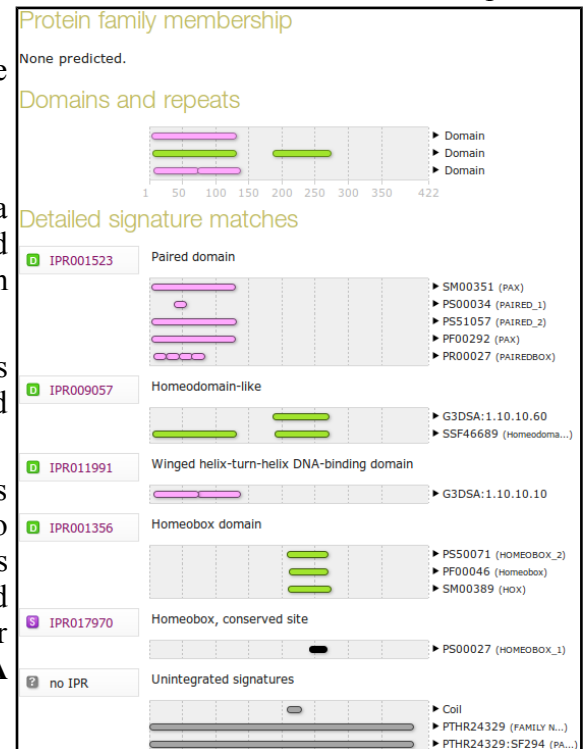 Protein family membership
None predicted.
Domains and repeats
Domain
Domain
Domain
1 50 100 150 200 250 300 350 422
Detailed signature matches
D IPR001523 Paired domain
SM00351 (PAX)
PS00034 (PAIRED_1)
PS51057 (PAIRED_2)
PF00292 (PAX)
PR00027 (PAIREDBOX)
D IPR009057 Homeodomain-like
G3DSA:1.10.10.60
SSF46689 (Homeodoma...)
D IPR011991 Winged helix-turn-helix DNA-binding domain
G3DSA:1.10.10.10
D IPR001356 Homeobox domain
PS50071 (HOMEOBOX_2)
PF00046 (Homeobox)
SM00389 (HOX)
S IPR017970 Homeobox, conserved site
PS00027 (HOMEOBOX_1)
? no IPR Unintegrated signatures
Coil
PTHR24329 (FAMILY N...)
PTHR24329:SF294 (PA...)